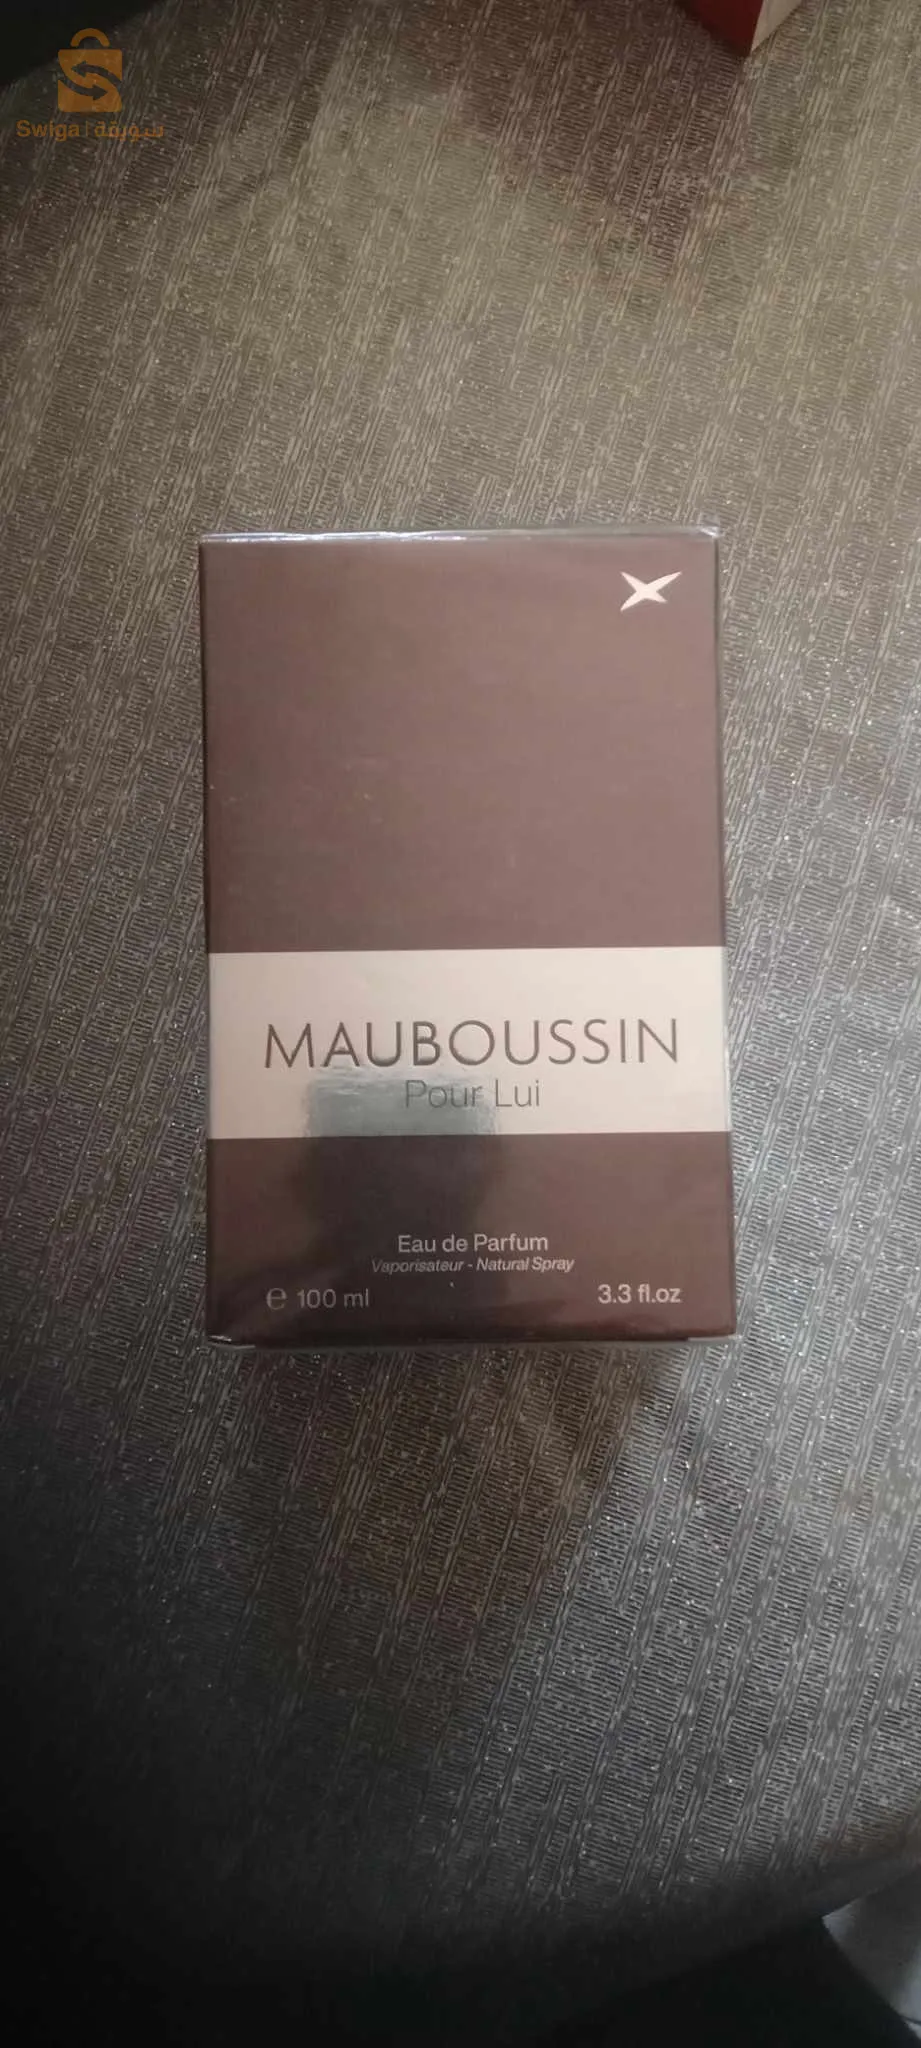 Swiga | سويقة
MAUBOUSSIN
Pour Lui
Eau de Parfum
Vaporisateur - Natural Spray
℮ 100 ml 3.3 fl.oz